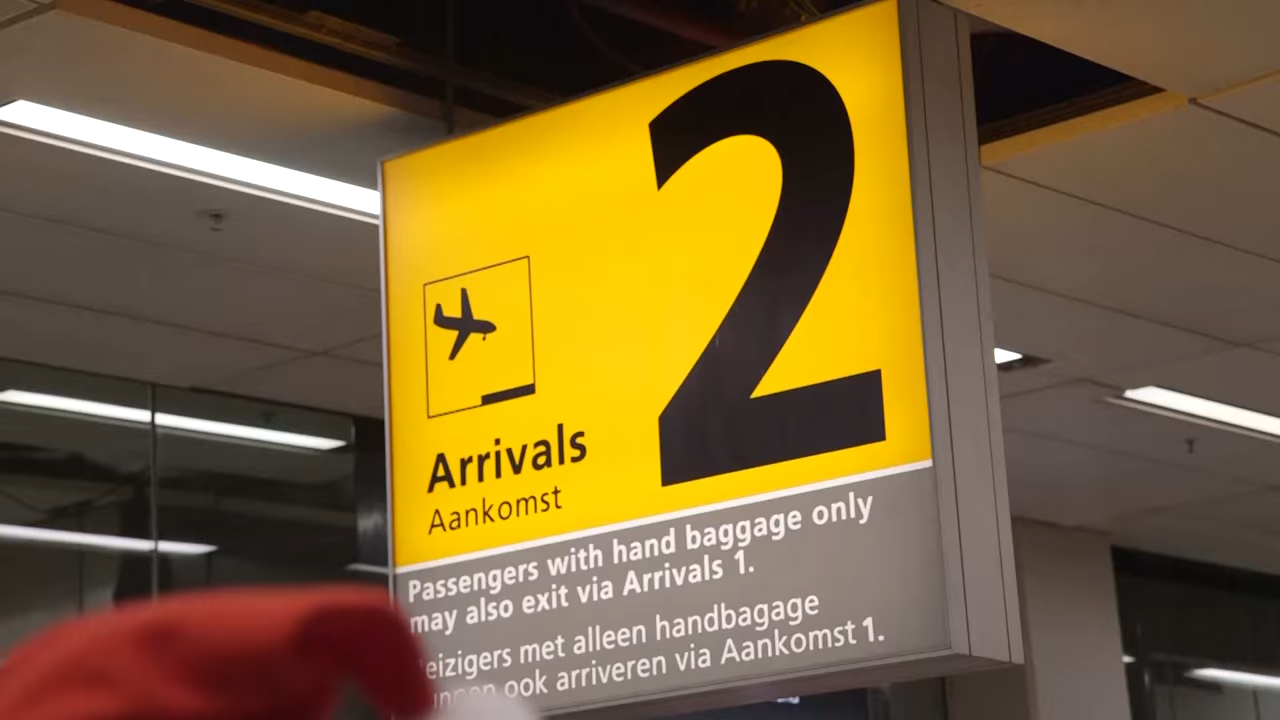 2
Arrivals
Aankomst
Passengers with hand baggage only
may also exit via Arrivals 1.
met alleen handbagage
ook arriveren via Aankomst 1.